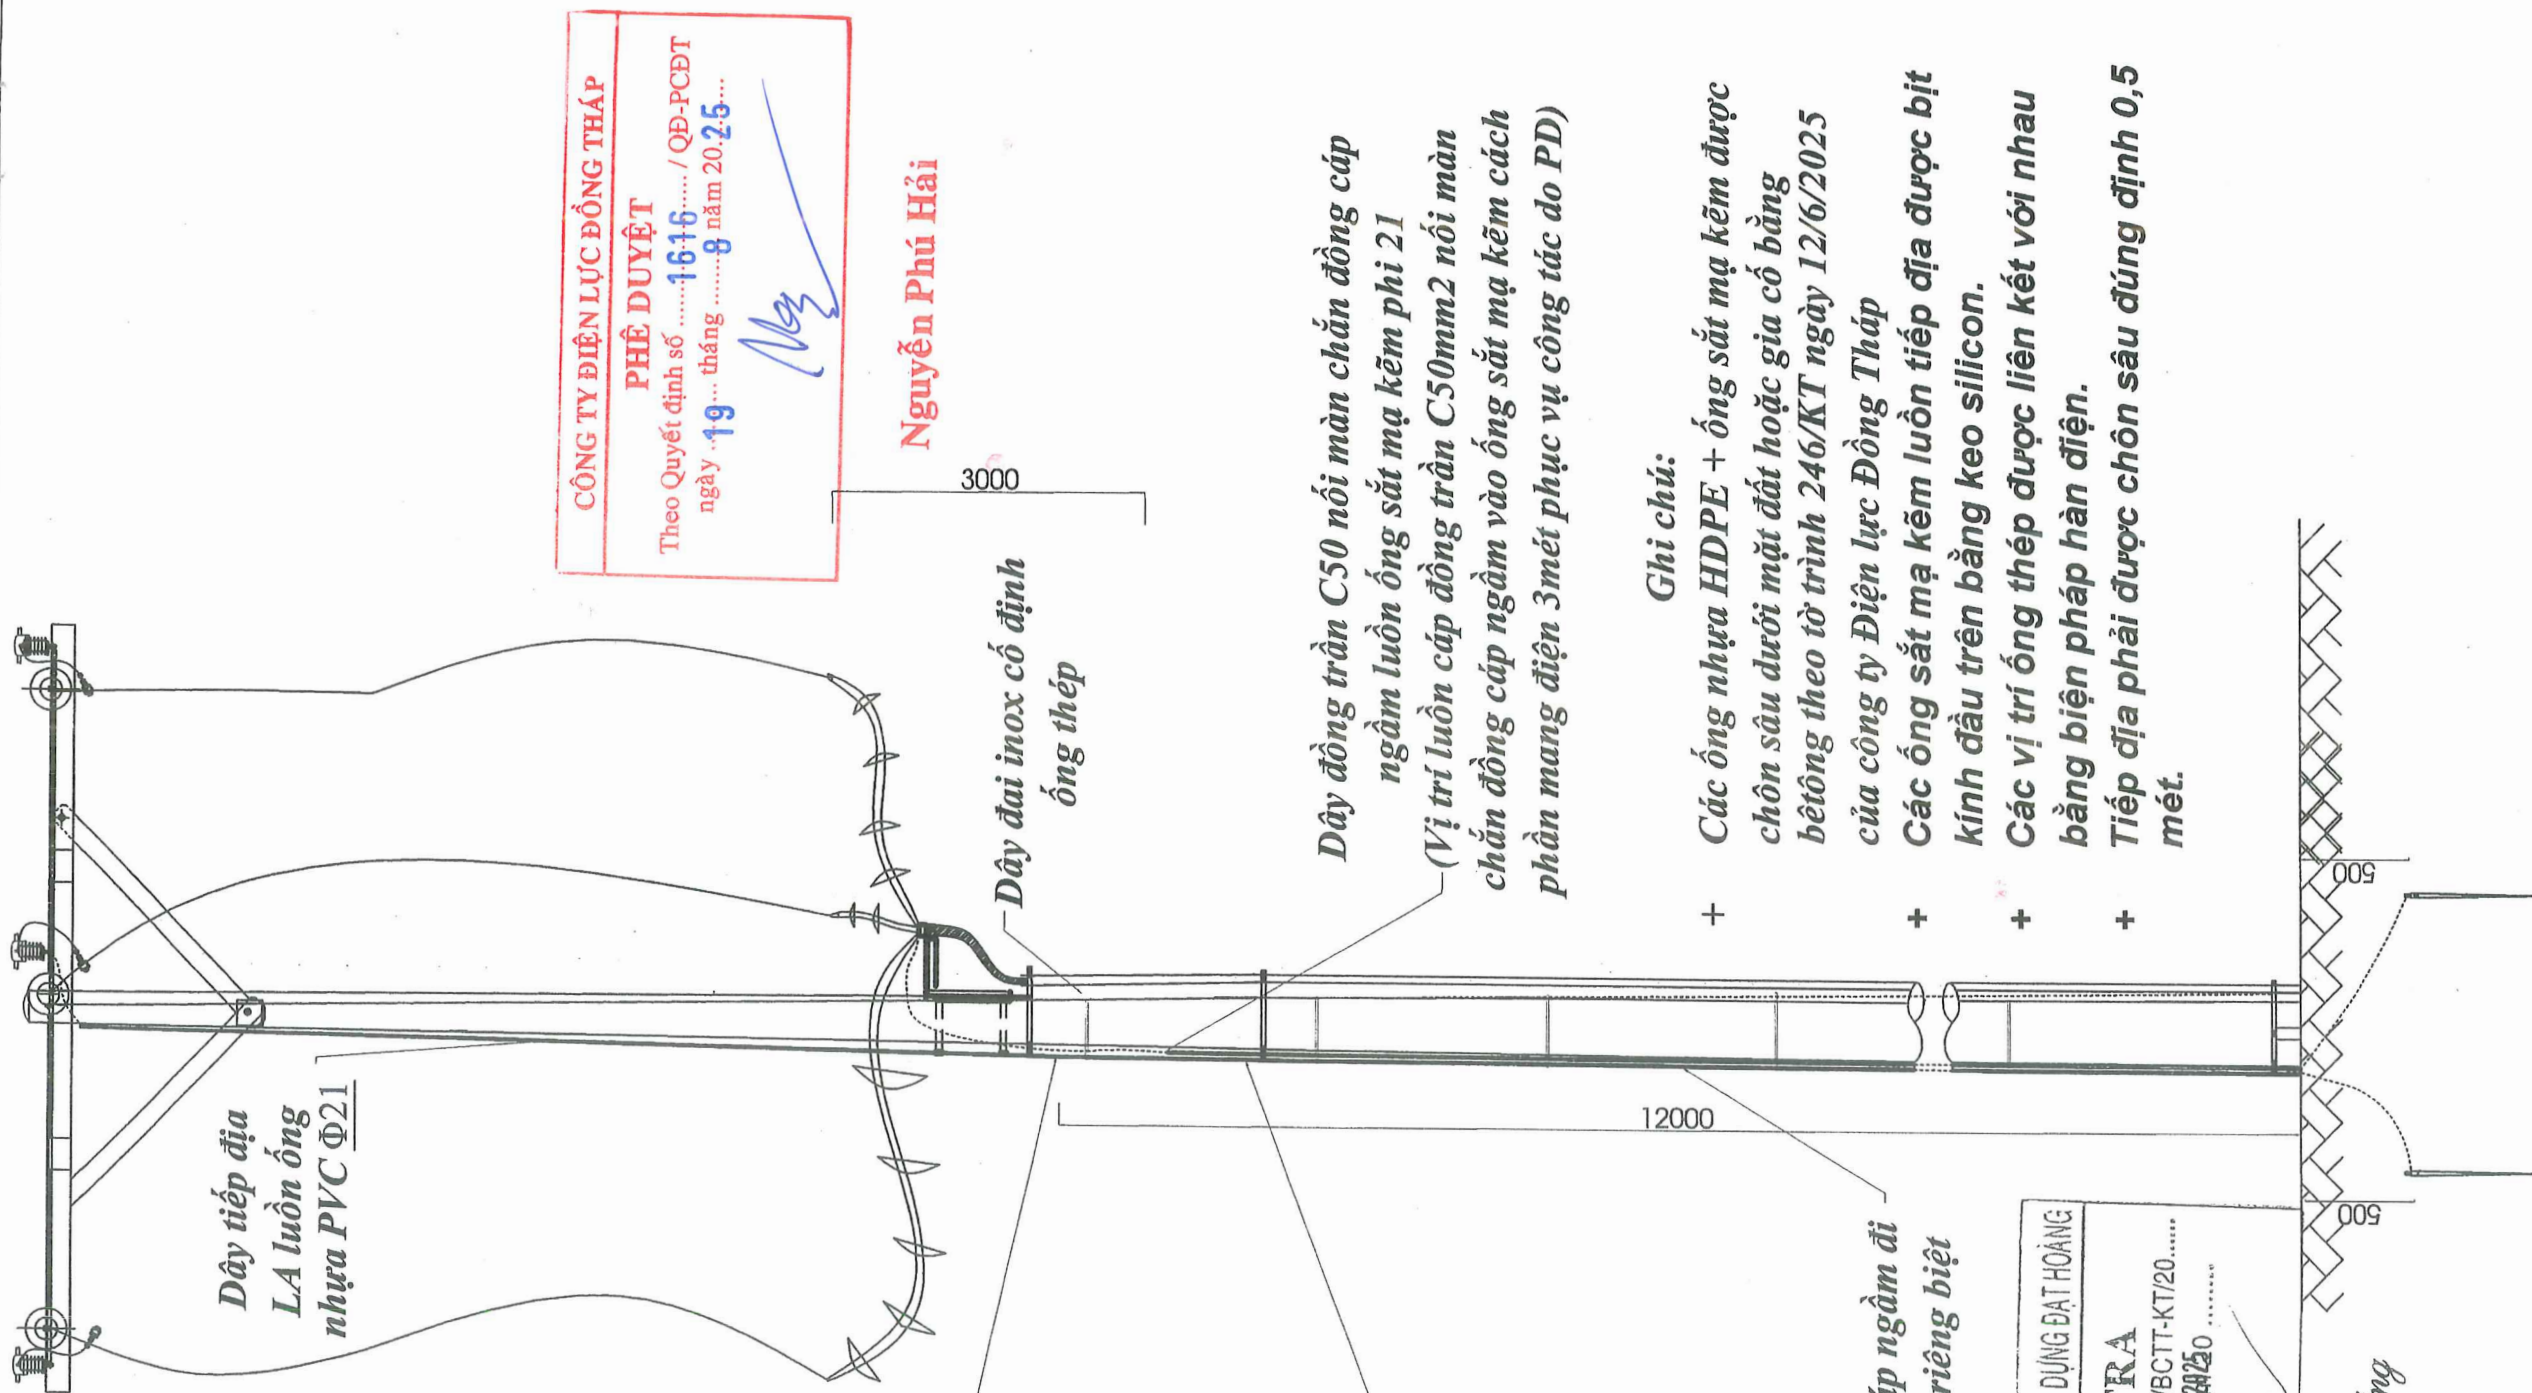 CÔNG TY ĐIỆN LỰC ĐỒNG THÁP
PHÊ DUYỆT
Theo Quyết định số ......1616....... / QĐ-PCĐT
ngày ..19.... tháng ........8 năm 20.25....
Nguyễn Phú Hải
3000
Dây tiếp địa
LA luồn ống
nhựa PVC Φ21
Dây đai inox cố định
ống thép
Dây đồng trần C50 nối màn chắn đồng cáp
ngầm luồn ống sắt mạ kẽm phi 21
(Vị trí luồn cáp đồng trần C50mm2 nối màn
chắn đồng cáp ngầm vào ống sắt mạ kẽm cách
phần mang điện 3mét phục vụ công tác do PD)
12000
Ghi chú:
+ Các ống nhựa HDPE + ống sắt mạ kẽm được
chôn sâu dưới mặt đất hoặc gia cố bằng
bêtông theo tờ trình 246/KT ngày 12/6/2025
của công ty Điện lực Đồng Tháp
+ Các ống sắt mạ kẽm luồn tiếp địa được bịt
kính đầu trên bằng keo silicon.
+ Các vị trí ống thép được liên kết với nhau
bằng biện pháp hàn điện.
+ Tiếp địa phải được chôn sâu đúng định 0,5
mét.
500
500
ngầm đi
riêng biệt
DỰNG ĐẠT HOÀNG
TRA
/BCTT-KT/20......